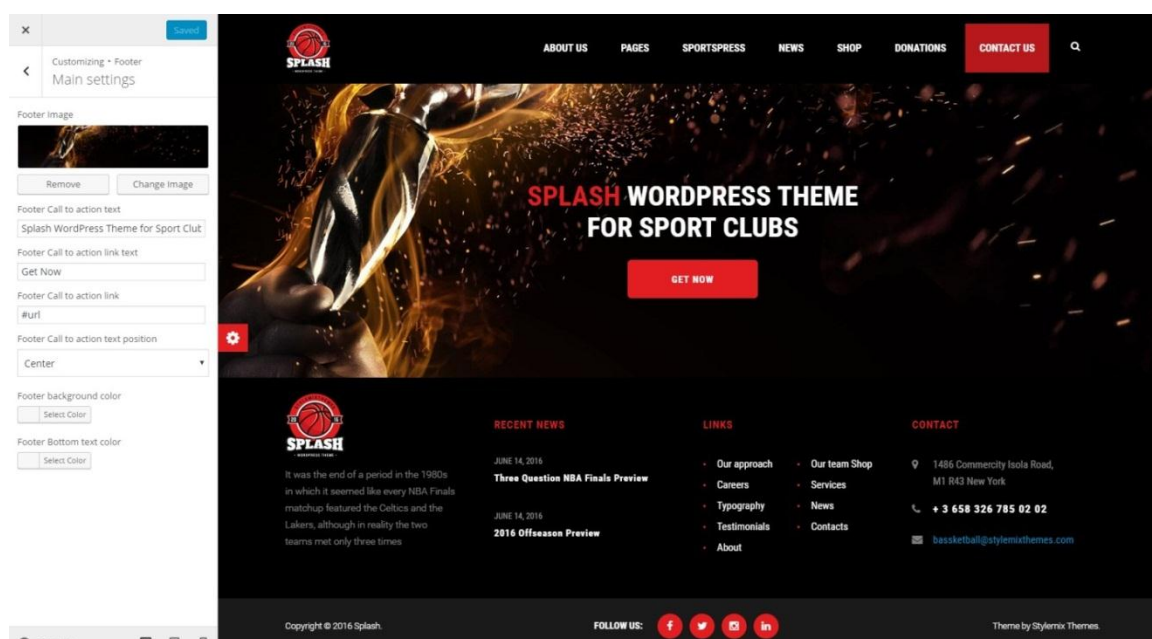 Saved
Customizing • Footer
Main settings
Footer Image
Remove
Change Image
Footer Call to action text
Splash WordPress Theme for Sport Club
Footer Call to action link text
Get Now
Footer Call to action link
#url
Footer Call to action text position
Center
Footer background color
Select Color
Footer Bottom text color
Select Color
SPLASH
WORDPRESS THEME
ABOUT US
PAGES
SPORTSPRESS
NEWS
SHOP
DONATIONS
CONTACT US
SPLASH WORDPRESS THEME
FOR SPORT CLUBS
GET NOW
SPLASH
WORDPRESS THEME
It was the end of a period in the 1980s
in which it seemed like every NBA Finals
matchup featured the Celtics and the
Lakers, although in reality the two
teams met only three times
RECENT NEWS
JUNE 14, 2016
Three Question NBA Finals Preview
JUNE 14, 2016
2016 Offseason Preview
LINKS
Our approach
Careers
Typography
Testimonials
About
Our team Shop
Services
News
Contacts
CONTACT
1486 Commercity Isola Road,
M1 R43 New York
+ 3 658 326 785 02 02
bassketball@stylemixthemes.com
Copyright © 2016 Splash.
FOLLOW US:
Theme by Stylemix Themes.